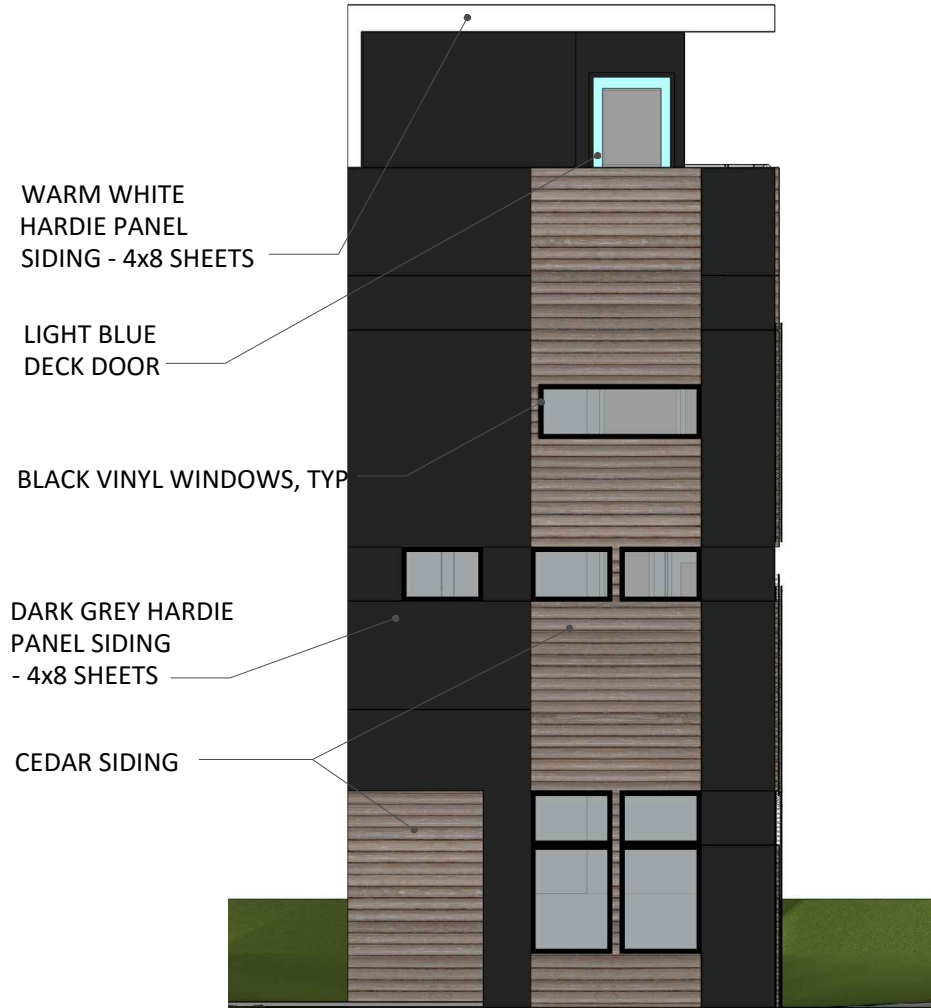 WARM WHITE
HARDIE PANEL
SIDING - 4x8 SHEETS
LIGHT BLUE
DECK DOOR
BLACK VINYL WINDOWS, TYP
DARK GREY HARDIE
PANEL SIDING
- 4x8 SHEETS
CEDAR SIDING